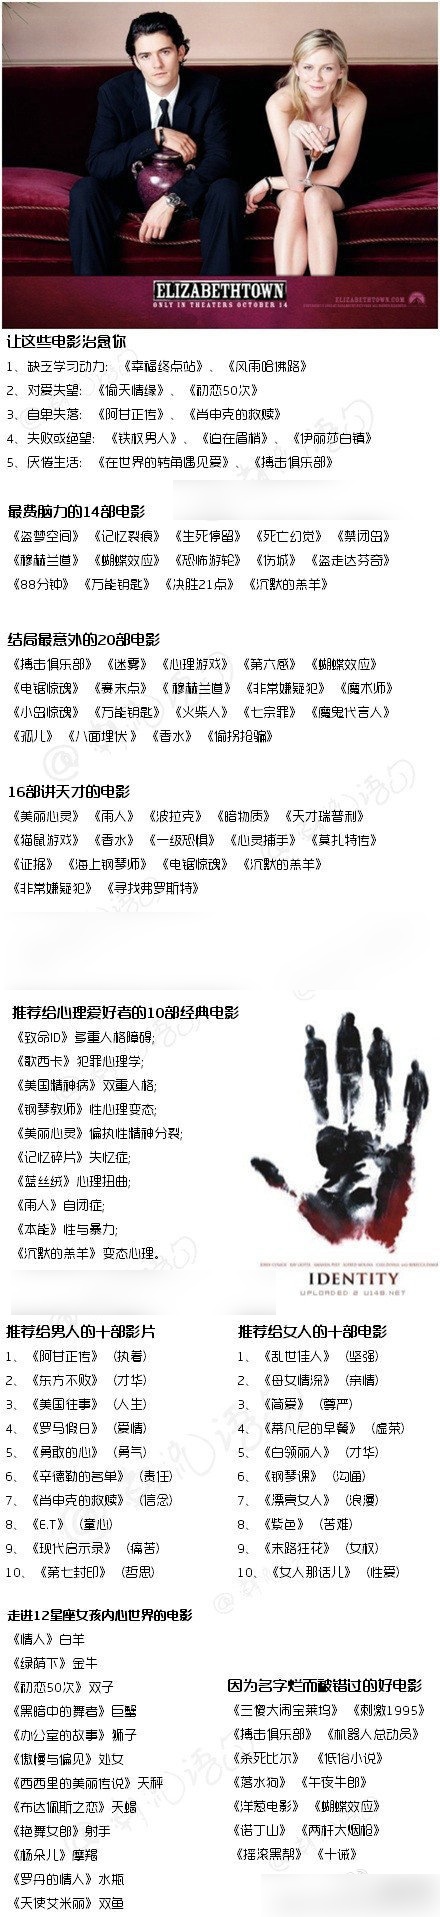 ELIZABETHTOWN
ONLY IN THEATERS OCTOBER 14
ELIZABETHTOWN.COM
让这些电影治愈你
1、缺乏学习动力：《幸福终点站》、《风雨哈佛路》
2、对爱失望：《偷天情缘》、《初恋50次》
3、自卑失落：《阿甘正传》、《肖申克的救赎》
4、失败或绝望：《铁权男人》、《迫在眉梢》、《伊丽莎白镇》
5、厌倦生活：《在世界的转角遇见爱》、《搏击俱乐部》
最费脑力的14部电影
《盗梦空间》《记忆裂痕》《生死停留》《死亡幻觉》《禁闭岛》
《穆赫兰道》《蝴蝶效应》《恐怖游轮》《伤城》《盗走达芬奇》
《88分钟》《万能钥匙》《决胜21点》《沉默的羔羊》
结局最意外的20部电影
《搏击俱乐部》《迷雾》《心理游戏》《第六感》《蝴蝶效应》
《电锯惊魂》《赛末点》《穆赫兰道》《非常嫌疑犯》《魔术师》
《小岛惊魂》《万能钥匙》《火柴人》《七宗罪》《魔鬼代言人》
《孤儿》《八面埋伏》《香水》《偷拐抢骗》
16部讲天才的电影
《美丽心灵》《雨人》《波拉克》《暗物质》《天才瑞普利》
《猫鼠游戏》《香水》《一级恐惧》《心灵捕手》《莫扎特传》
《证据》《海上钢琴师》《电锯惊魂》《沉默的羔羊》
《非常嫌疑犯》《寻找弗罗斯特》
推荐给心理爱好者的10部经典电影
《致命ID》多重人格障碍;
《歌西卡》犯罪心理学;
《美国精神病》双重人格;
《钢琴教师》性心理变态;
《美丽心灵》偏执性精神分裂;
《记忆碎片》失忆症;
《蓝丝绒》心理扭曲;
《雨人》自闭症;
《本能》性与暴力;
《沉默的羔羊》变态心理。
IDENTITY
UPLOADED @ U148.NET
推荐给男人的十部影片
1、《阿甘正传》（执着）
2、《东方不败》（才华）
3、《美国往事》（人生）
4、《罗马假日》（爱情）
5、《勇敢的心》（勇气）
6、《辛德勒的名单》（责任）
7、《肖申克的救赎》（信念）
8、《E.T》（童心）
9、《现代启示录》（痛苦）
10、《第七封印》（哲思）
推荐给女人的十部电影
1、《乱世佳人》（坚强）
2、《母女情深》（亲情）
3、《简爱》（尊严）
4、《蒂凡尼的早餐》（虚荣）
5、《白领丽人》（才华）
6、《钢琴课》（沟通）
7、《漂亮女人》（浪漫）
8、《紫色》（苦难）
9、《末路狂花》（女权）
10、《女人那话儿》（性爱）
走进12星座女孩内心世界的电影
《情人》白羊
《绿荫下》金牛
《初恋50次》双子
《黑暗中的舞者》巨蟹
《办公室的故事》狮子
《傲慢与偏见》处女
《西西里的美丽传说》天秤
《布达佩斯之恋》天蝎
《艳舞女郎》射手
《杨朵儿》摩羯
《罗丹的情人》水瓶
《天使艾米丽》双鱼
因为名字烂而被错过的好电影
《三傻大闹宝莱坞》《刺激1995》
《搏击俱乐部》《机器人总动员》
《杀死比尔》《低俗小说》
《落水狗》《午夜牛郎》
《洋葱电影》《蝴蝶效应》
《诺丁山》《两杆大烟枪》
《摇滚黑帮》《十诫》